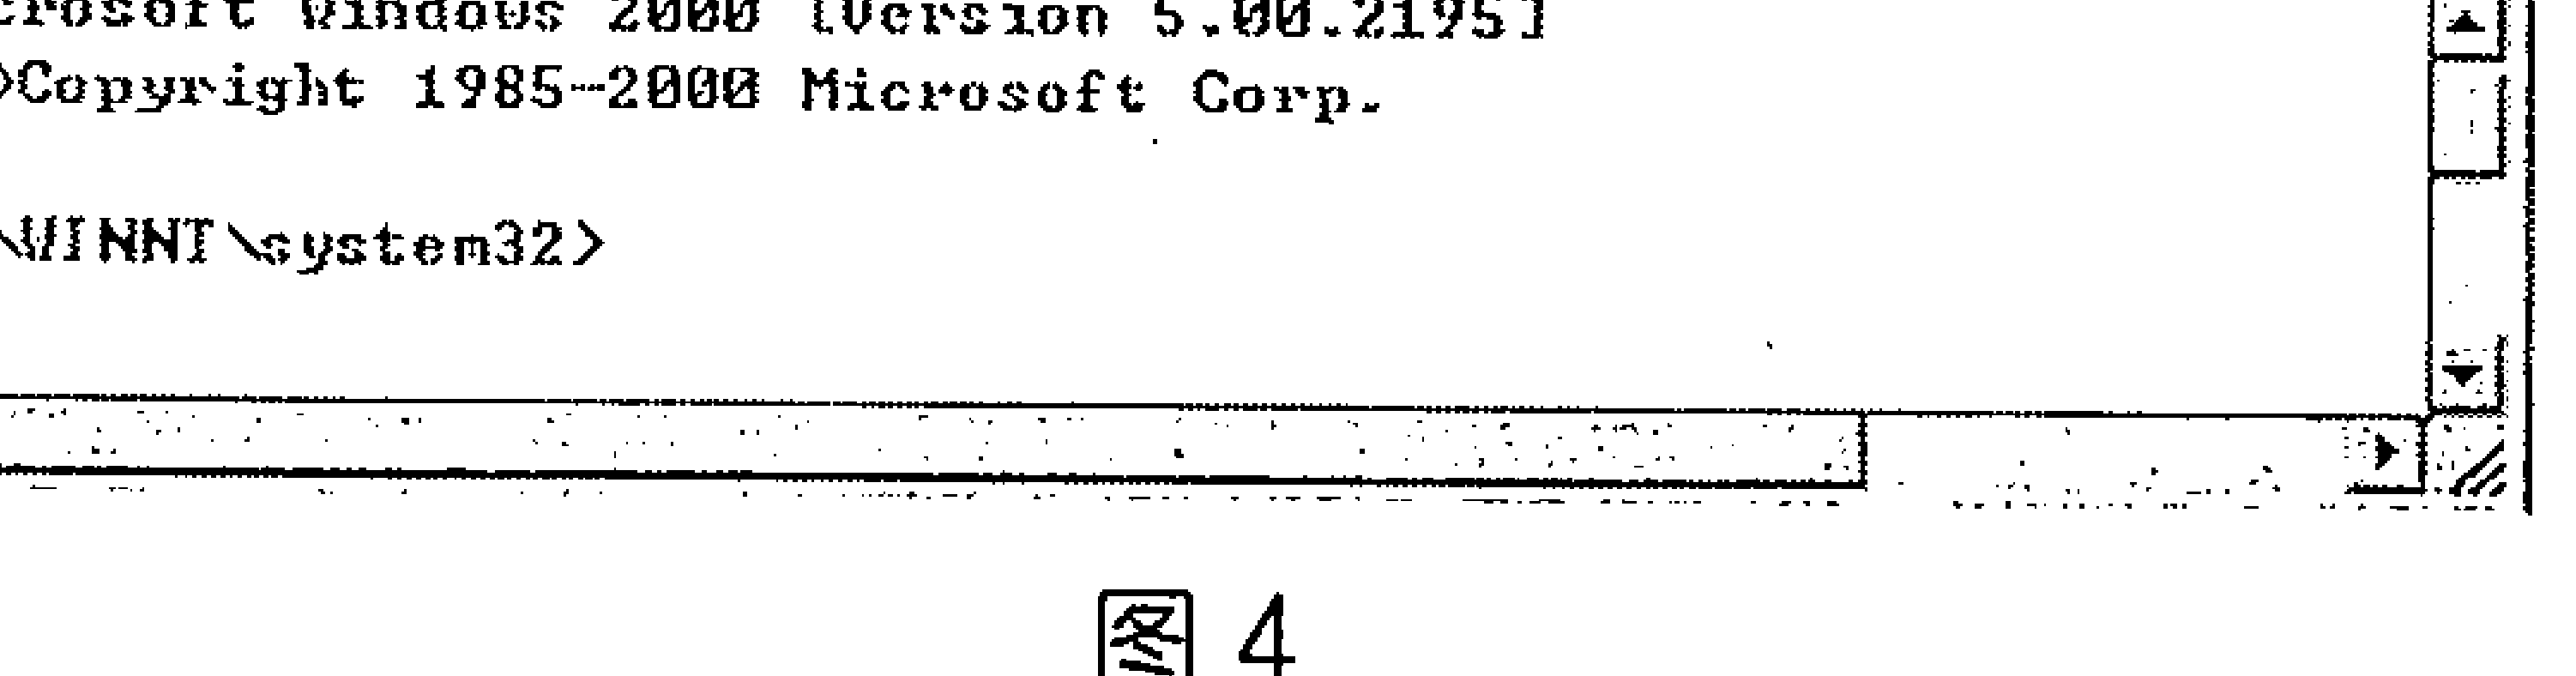 crosoft Windows 2000 [Version 5.00.2195]
>Copyright 1985-2000 Microsoft Corp.
\WINNT\system32>
图 4